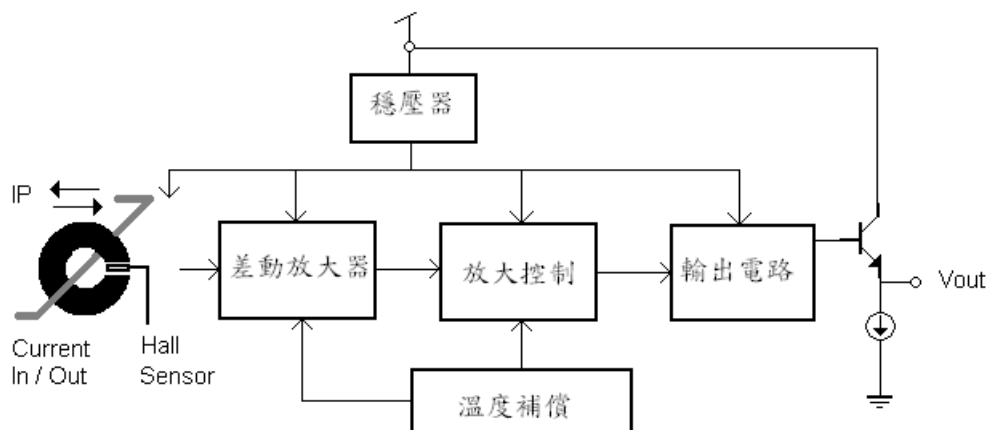 穩壓器
IP
差動放大器
放大控制
輸出電路
Vout
Current
In / Out
Hall
Sensor
溫度補償